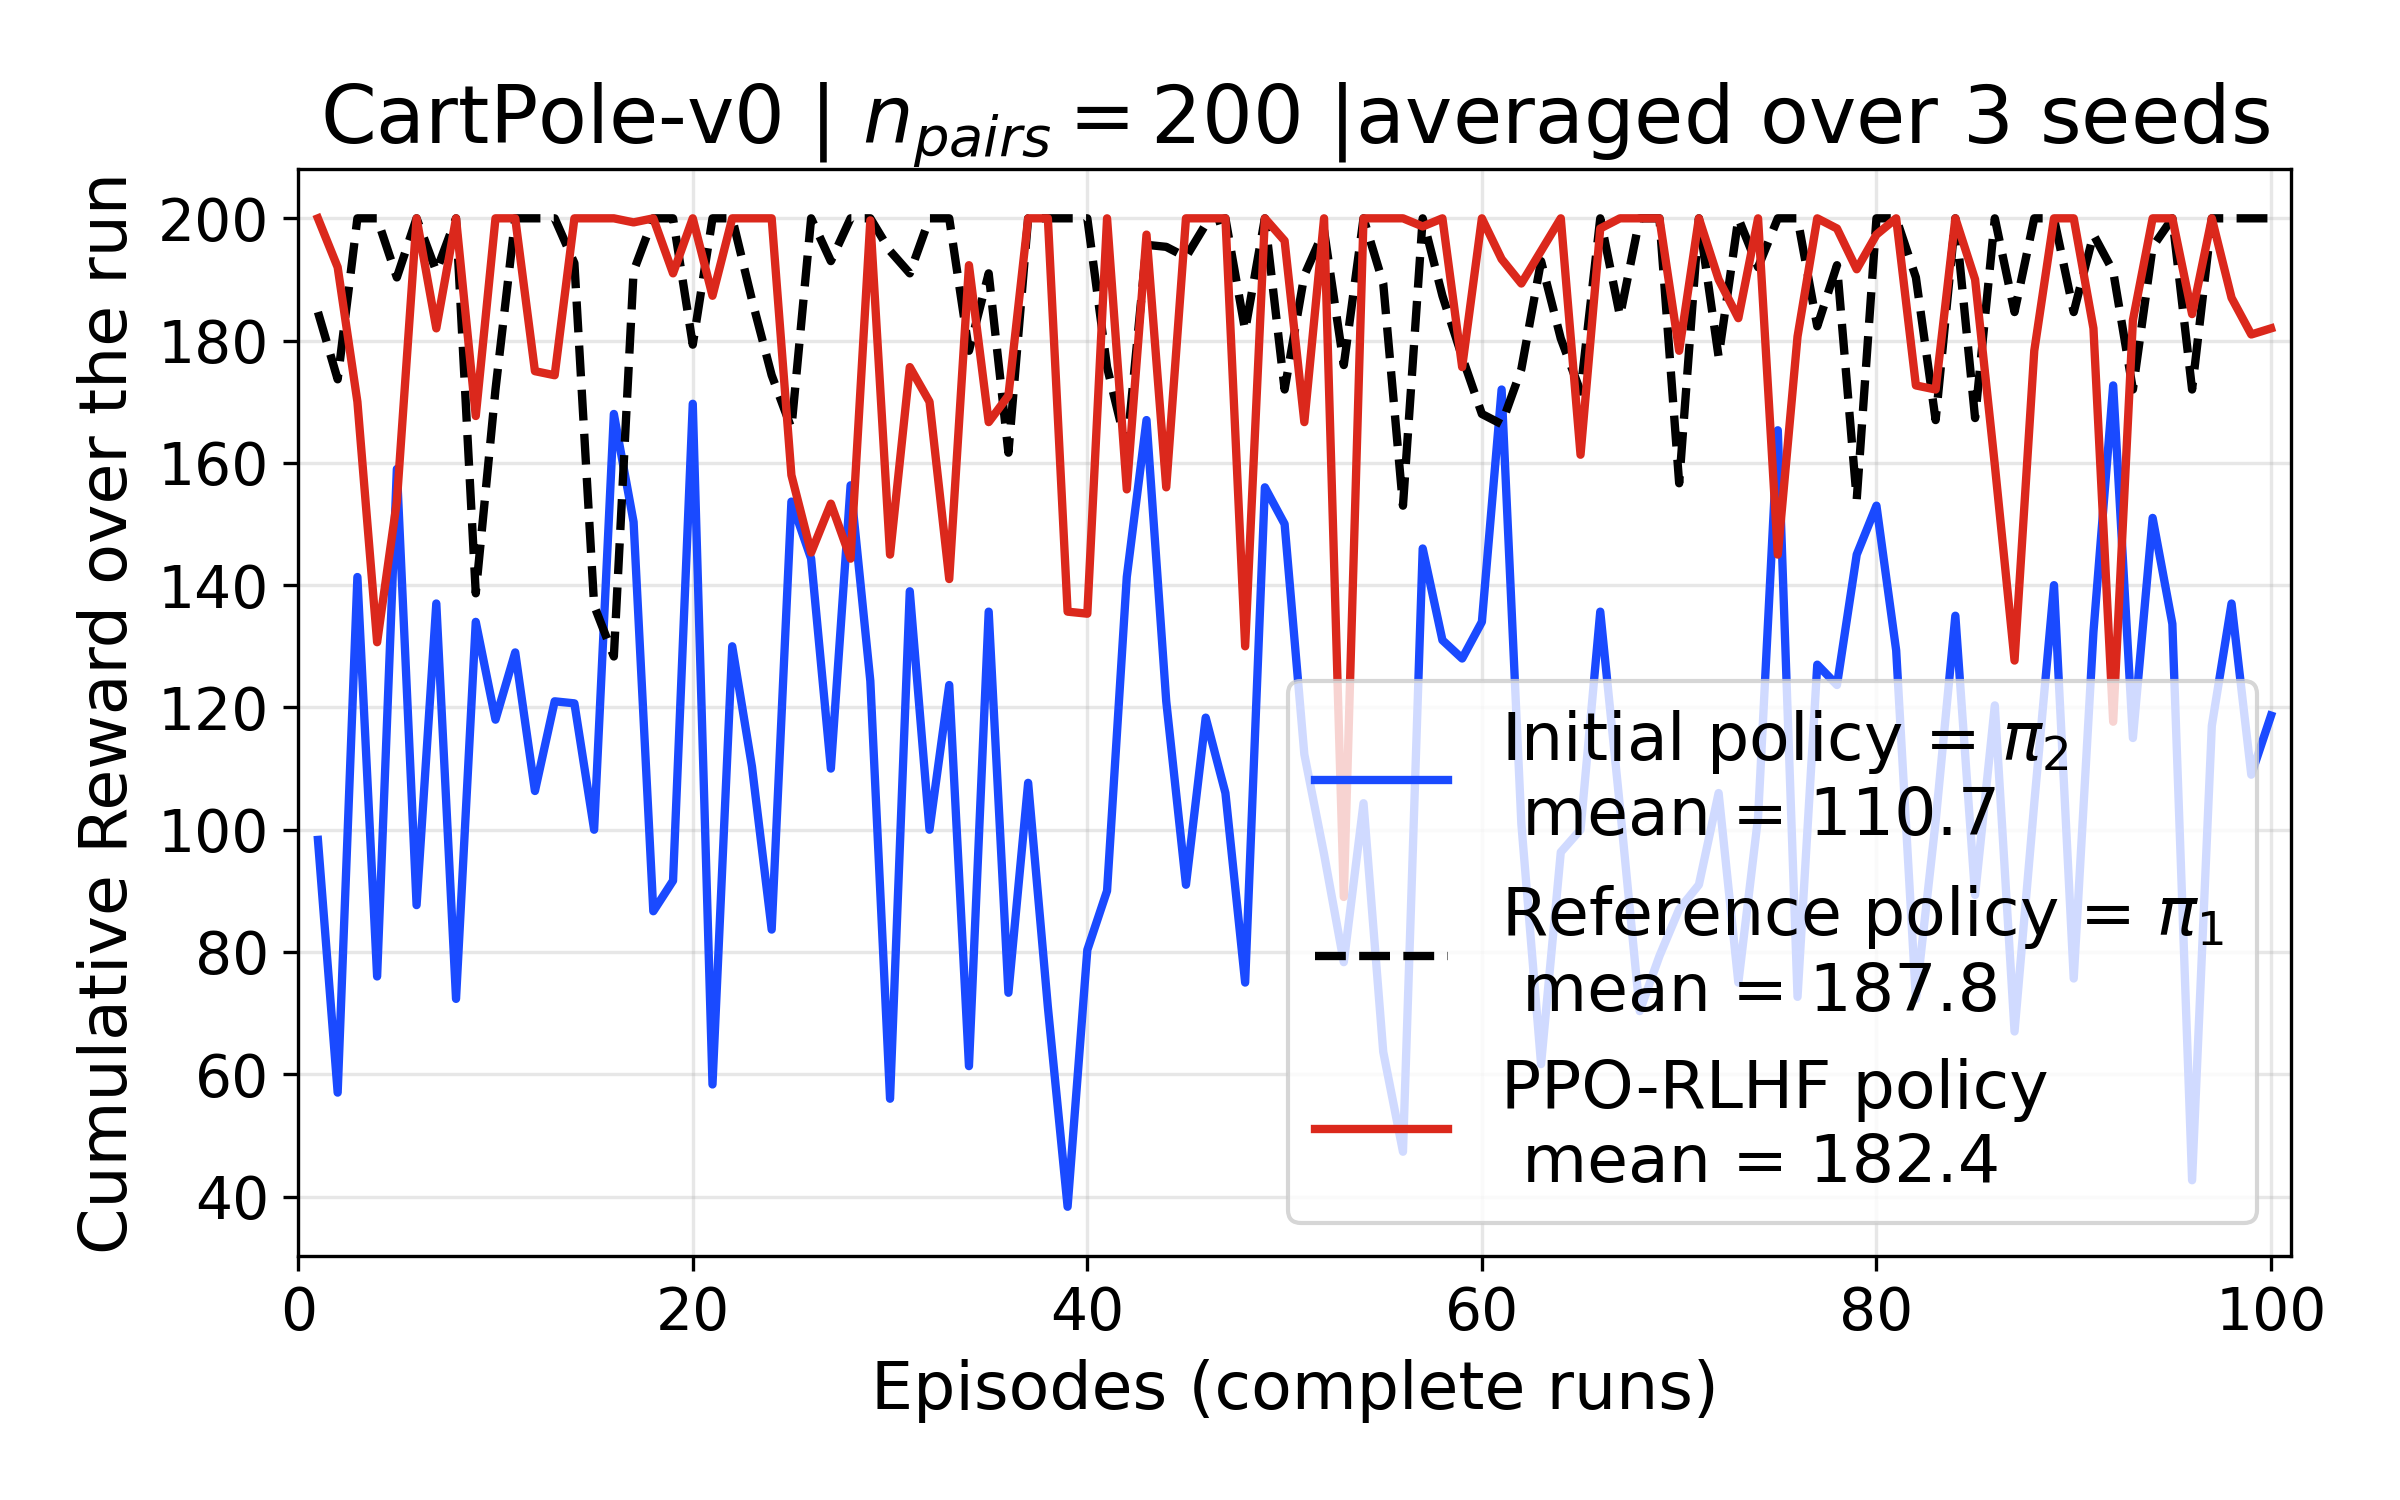 CartPole-v0 | n_pairs = 200 |averaged over 3 seeds
Cumulative Reward over the run
200
180
160
140
120
100
80
60
40
Initial policy = π₂
mean = 110.7
Reference policy = π₁
mean = 187.8
PPO-RLHF policy
mean = 182.4
0 20 40 60 80 100
Episodes (complete runs)